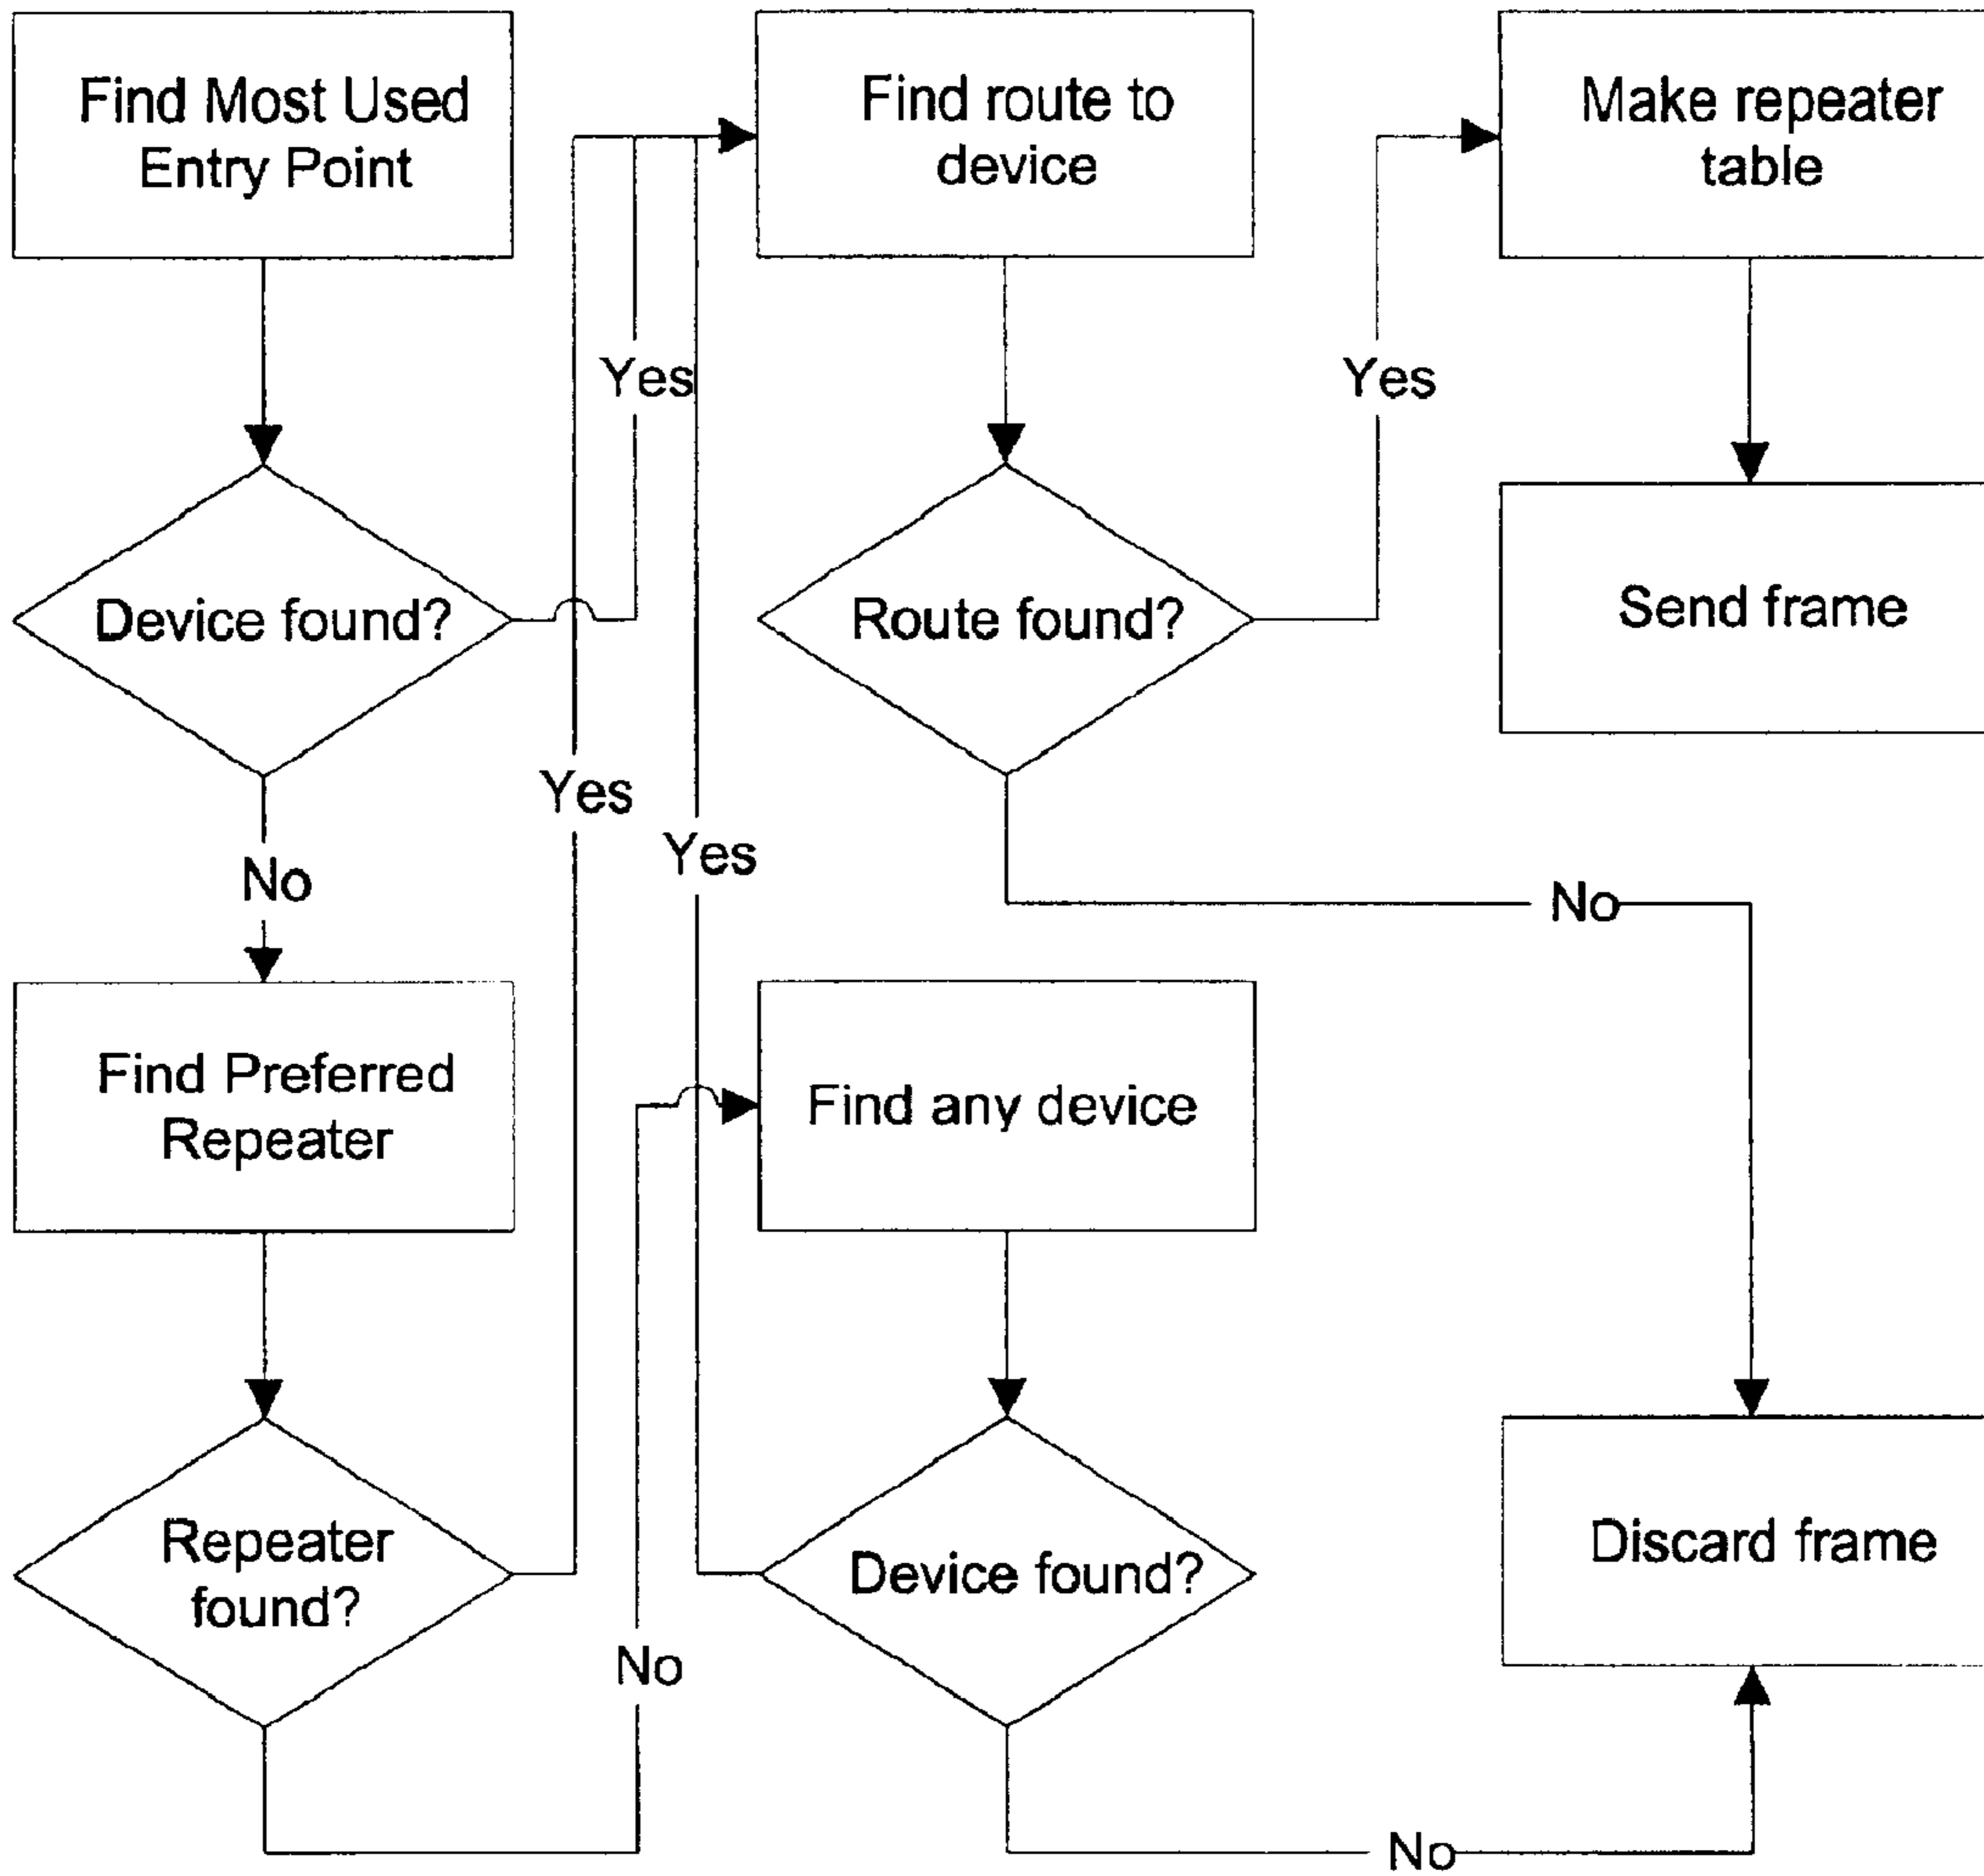 Find Most Used
Entry Point
Find route to
device
Make repeater
table
Yes
Yes
Device found?
Route found?
Send frame
Yes
Yes
No
No
Find Preferred
Repeater
Find any device
Repeater
found?
Device found?
Discard frame
No
No